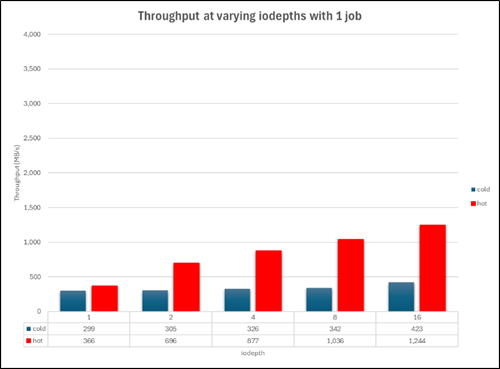 Throughput at varying iodepths with 1 job
4,000
3,500
3,000
2,500
2,000
1,500
1,000
500
0
Throughput (MB/s)
cold
hot
1 2 4 8 16
cold 299 305 326 342 423
hot 366 696 877 1,036 1,244
iodepth